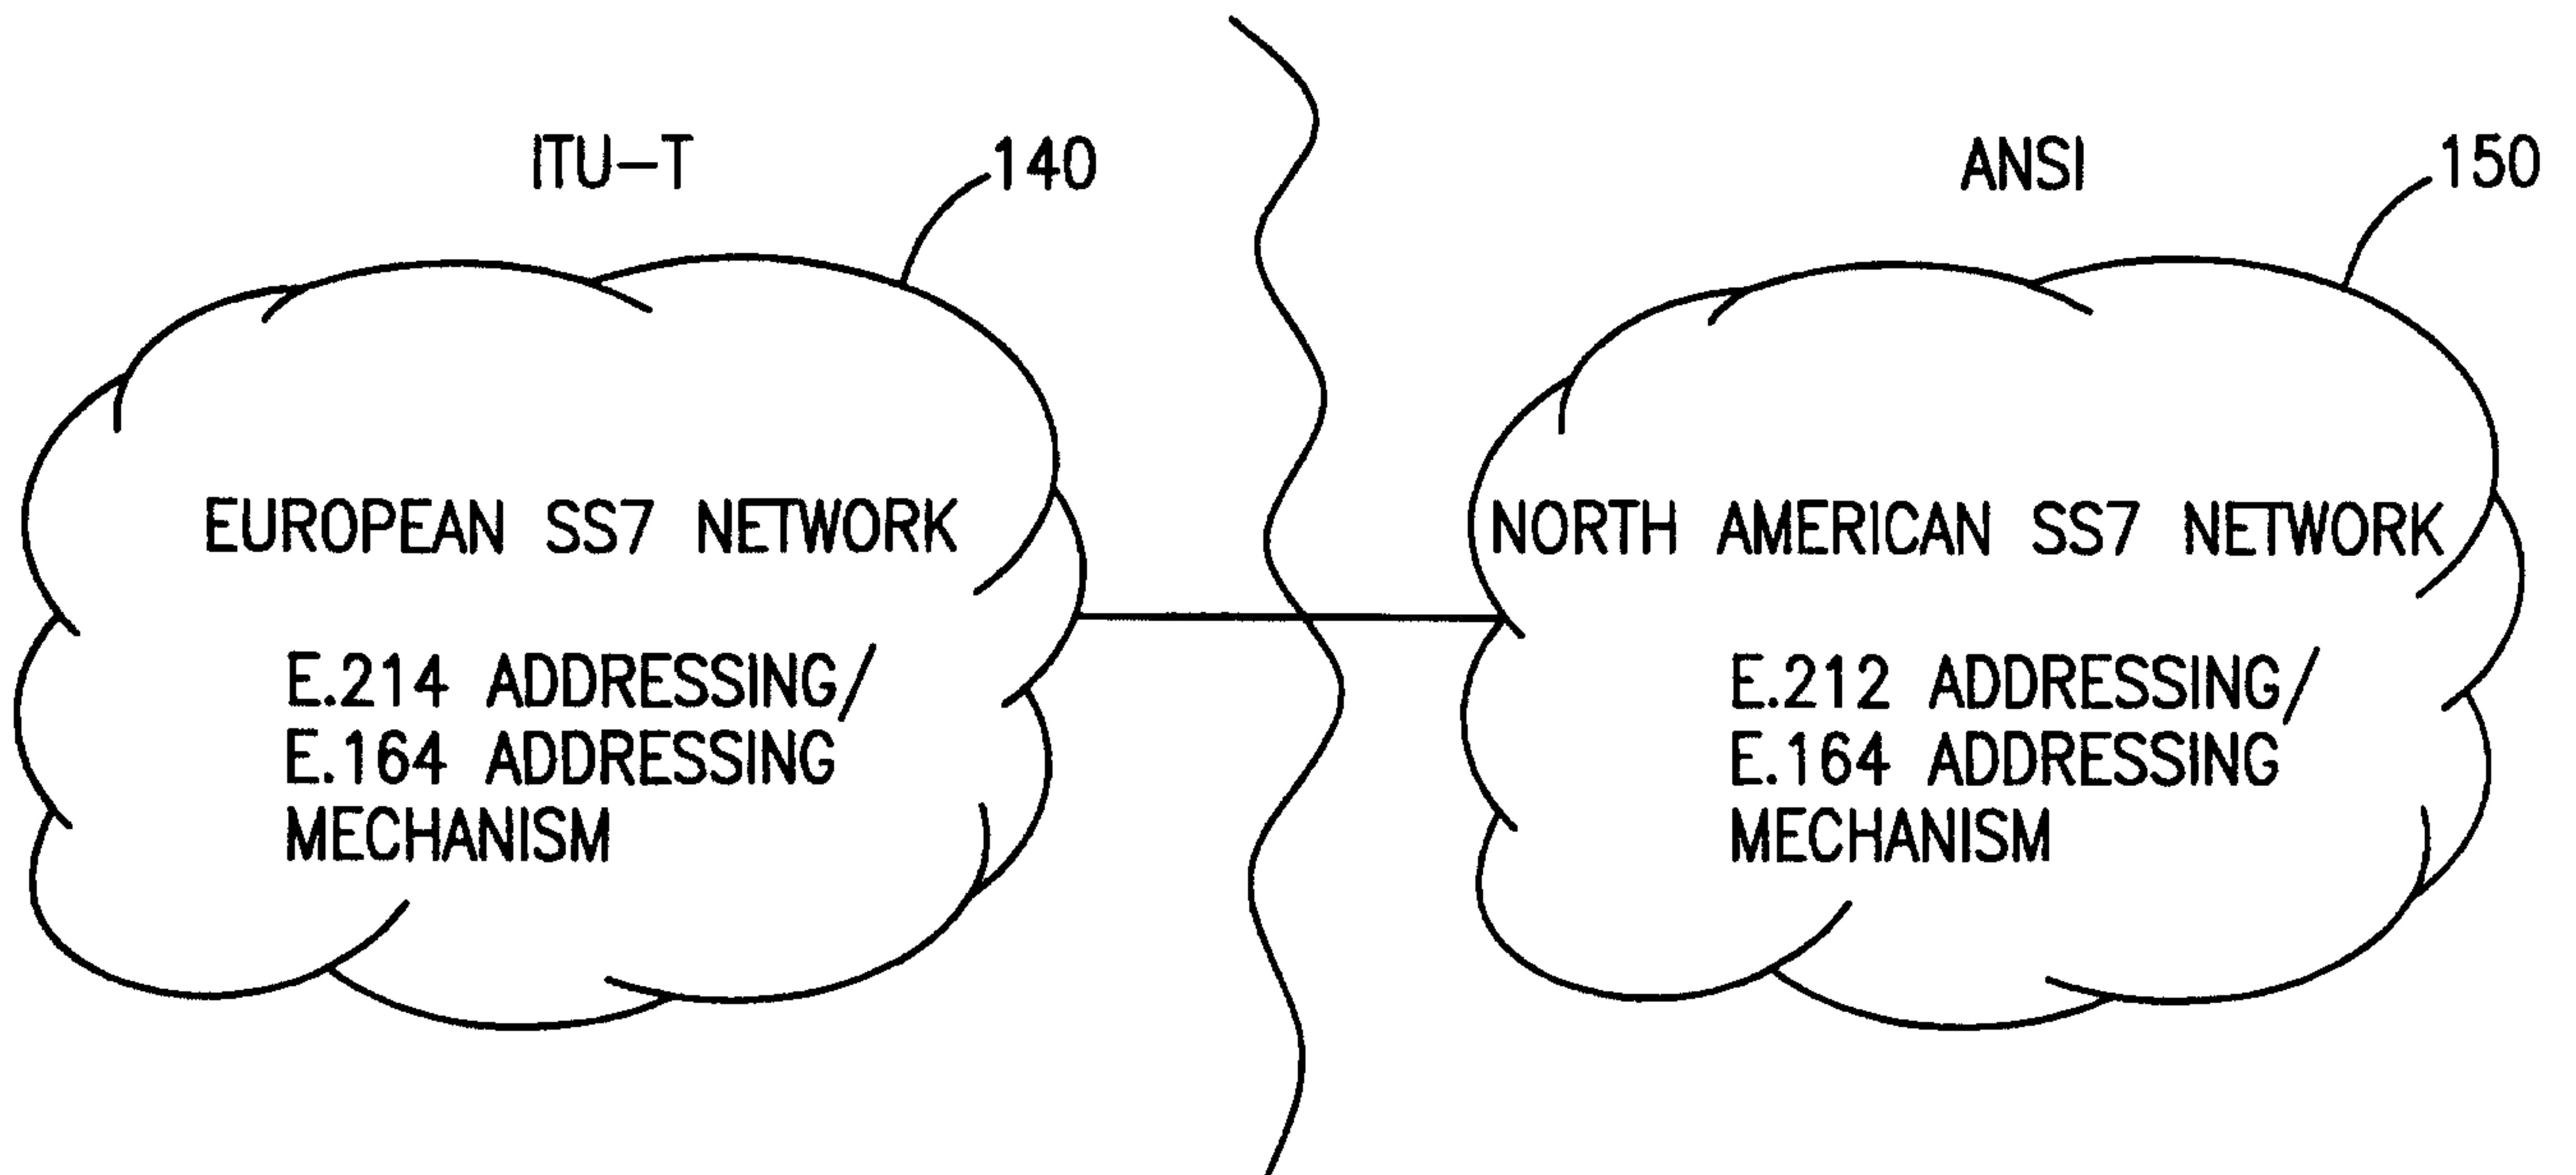 ITU-T
140
EUROPEAN SS7 NETWORK
E.214 ADDRESSING/
E.164 ADDRESSING
MECHANISM
ANSI
150
NORTH AMERICAN SS7 NETWORK
E.212 ADDRESSING/
E.164 ADDRESSING
MECHANISM